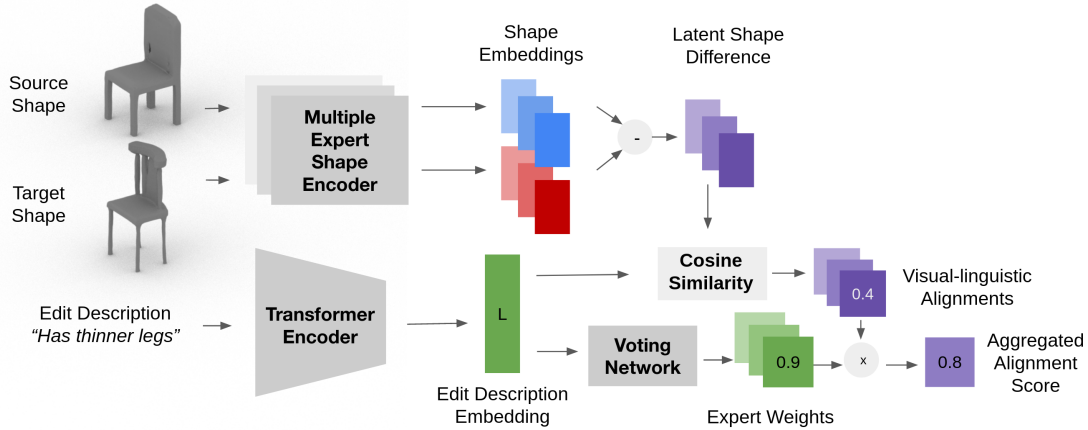 Source
Shape
Target
Shape
Edit Description
“Has thinner legs”
Multiple
Expert
Shape
Encoder
Transformer
Encoder
Shape
Embeddings
Latent Shape
Difference
-
L
Edit Description
Embedding
Cosine
Similarity
Voting
Network
0.4
Visual-linguistic
Alignments
0.9
Expert Weights
x
0.8
Aggregated
Alignment
Score